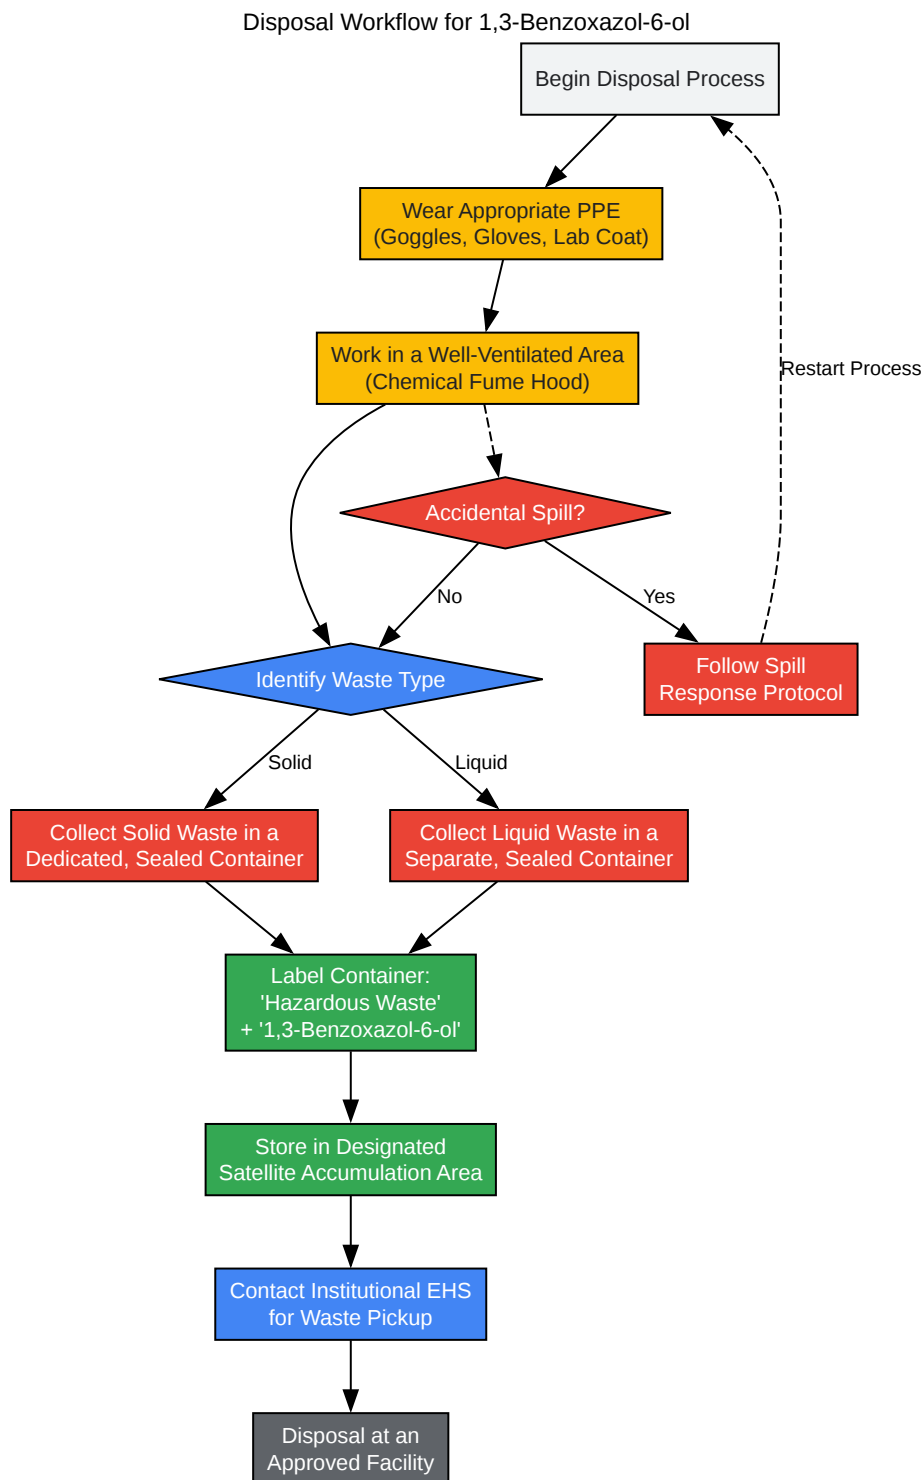 Disposal Workflow for 1,3-Benzoxazol-6-ol
Begin Disposal Process
Wear Appropriate PPE
(Goggles, Gloves, Lab Coat)
Work in a Well-Ventilated Area
(Chemical Fume Hood)
Restart Process
Accidental Spill?
No
Yes
Follow Spill
Response Protocol
Identify Waste Type
Solid
Liquid
Collect Solid Waste in a
Dedicated, Sealed Container
Collect Liquid Waste in a
Separate, Sealed Container
Label Container:
'Hazardous Waste'
+ '1,3-Benzoxazol-6-ol'
Store in Designated
Satellite Accumulation Area
Contact Institutional EHS
for Waste Pickup
Disposal at an
Approved Facility